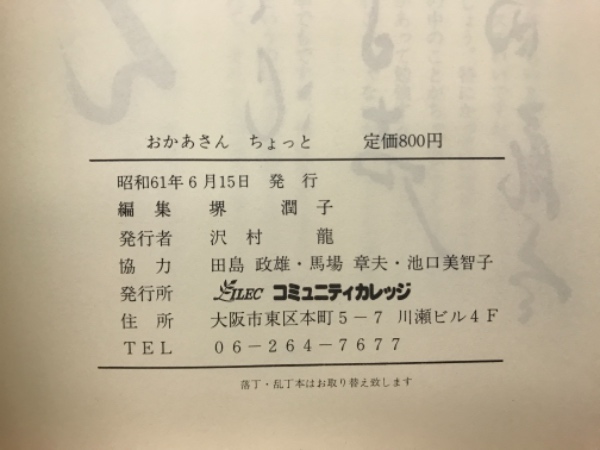 おかあさん　ちょっと　　定価800円
昭和61年6月15日　発　行
編　集　堺　　潤　子
発行者　沢　村　　龍
協　力　田島 政雄・馬場 章夫・池口美智子
発行所　ILEC コミュニティカレッジ
住　所　大阪市東区本町５－７ 川瀬ビル４Ｆ
ＴＥＬ　０６－２６４－７６７７
落丁・乱丁本はお取り替え致します